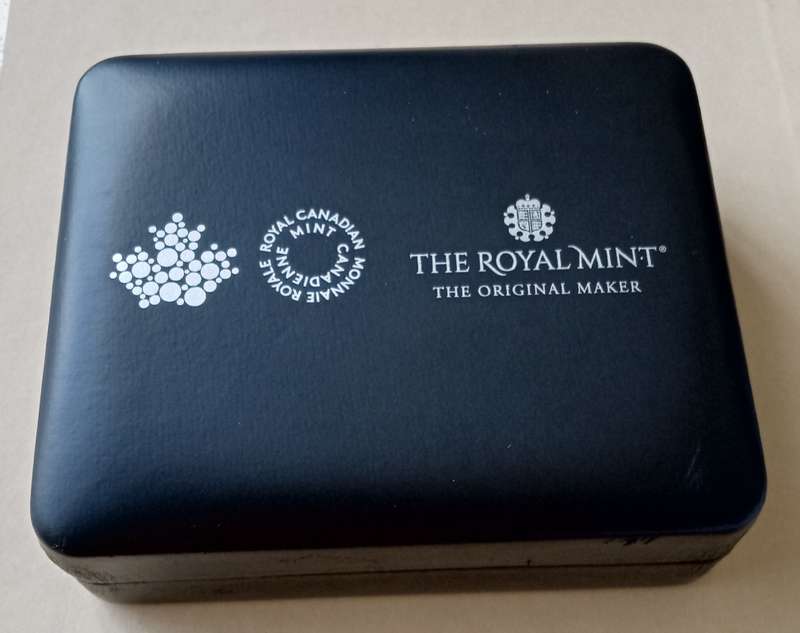 ROYAL CANADIAN MINT
MONNAIE ROYALE CANADIENNE
THE ROYAL MINT®
THE ORIGINAL MAKER